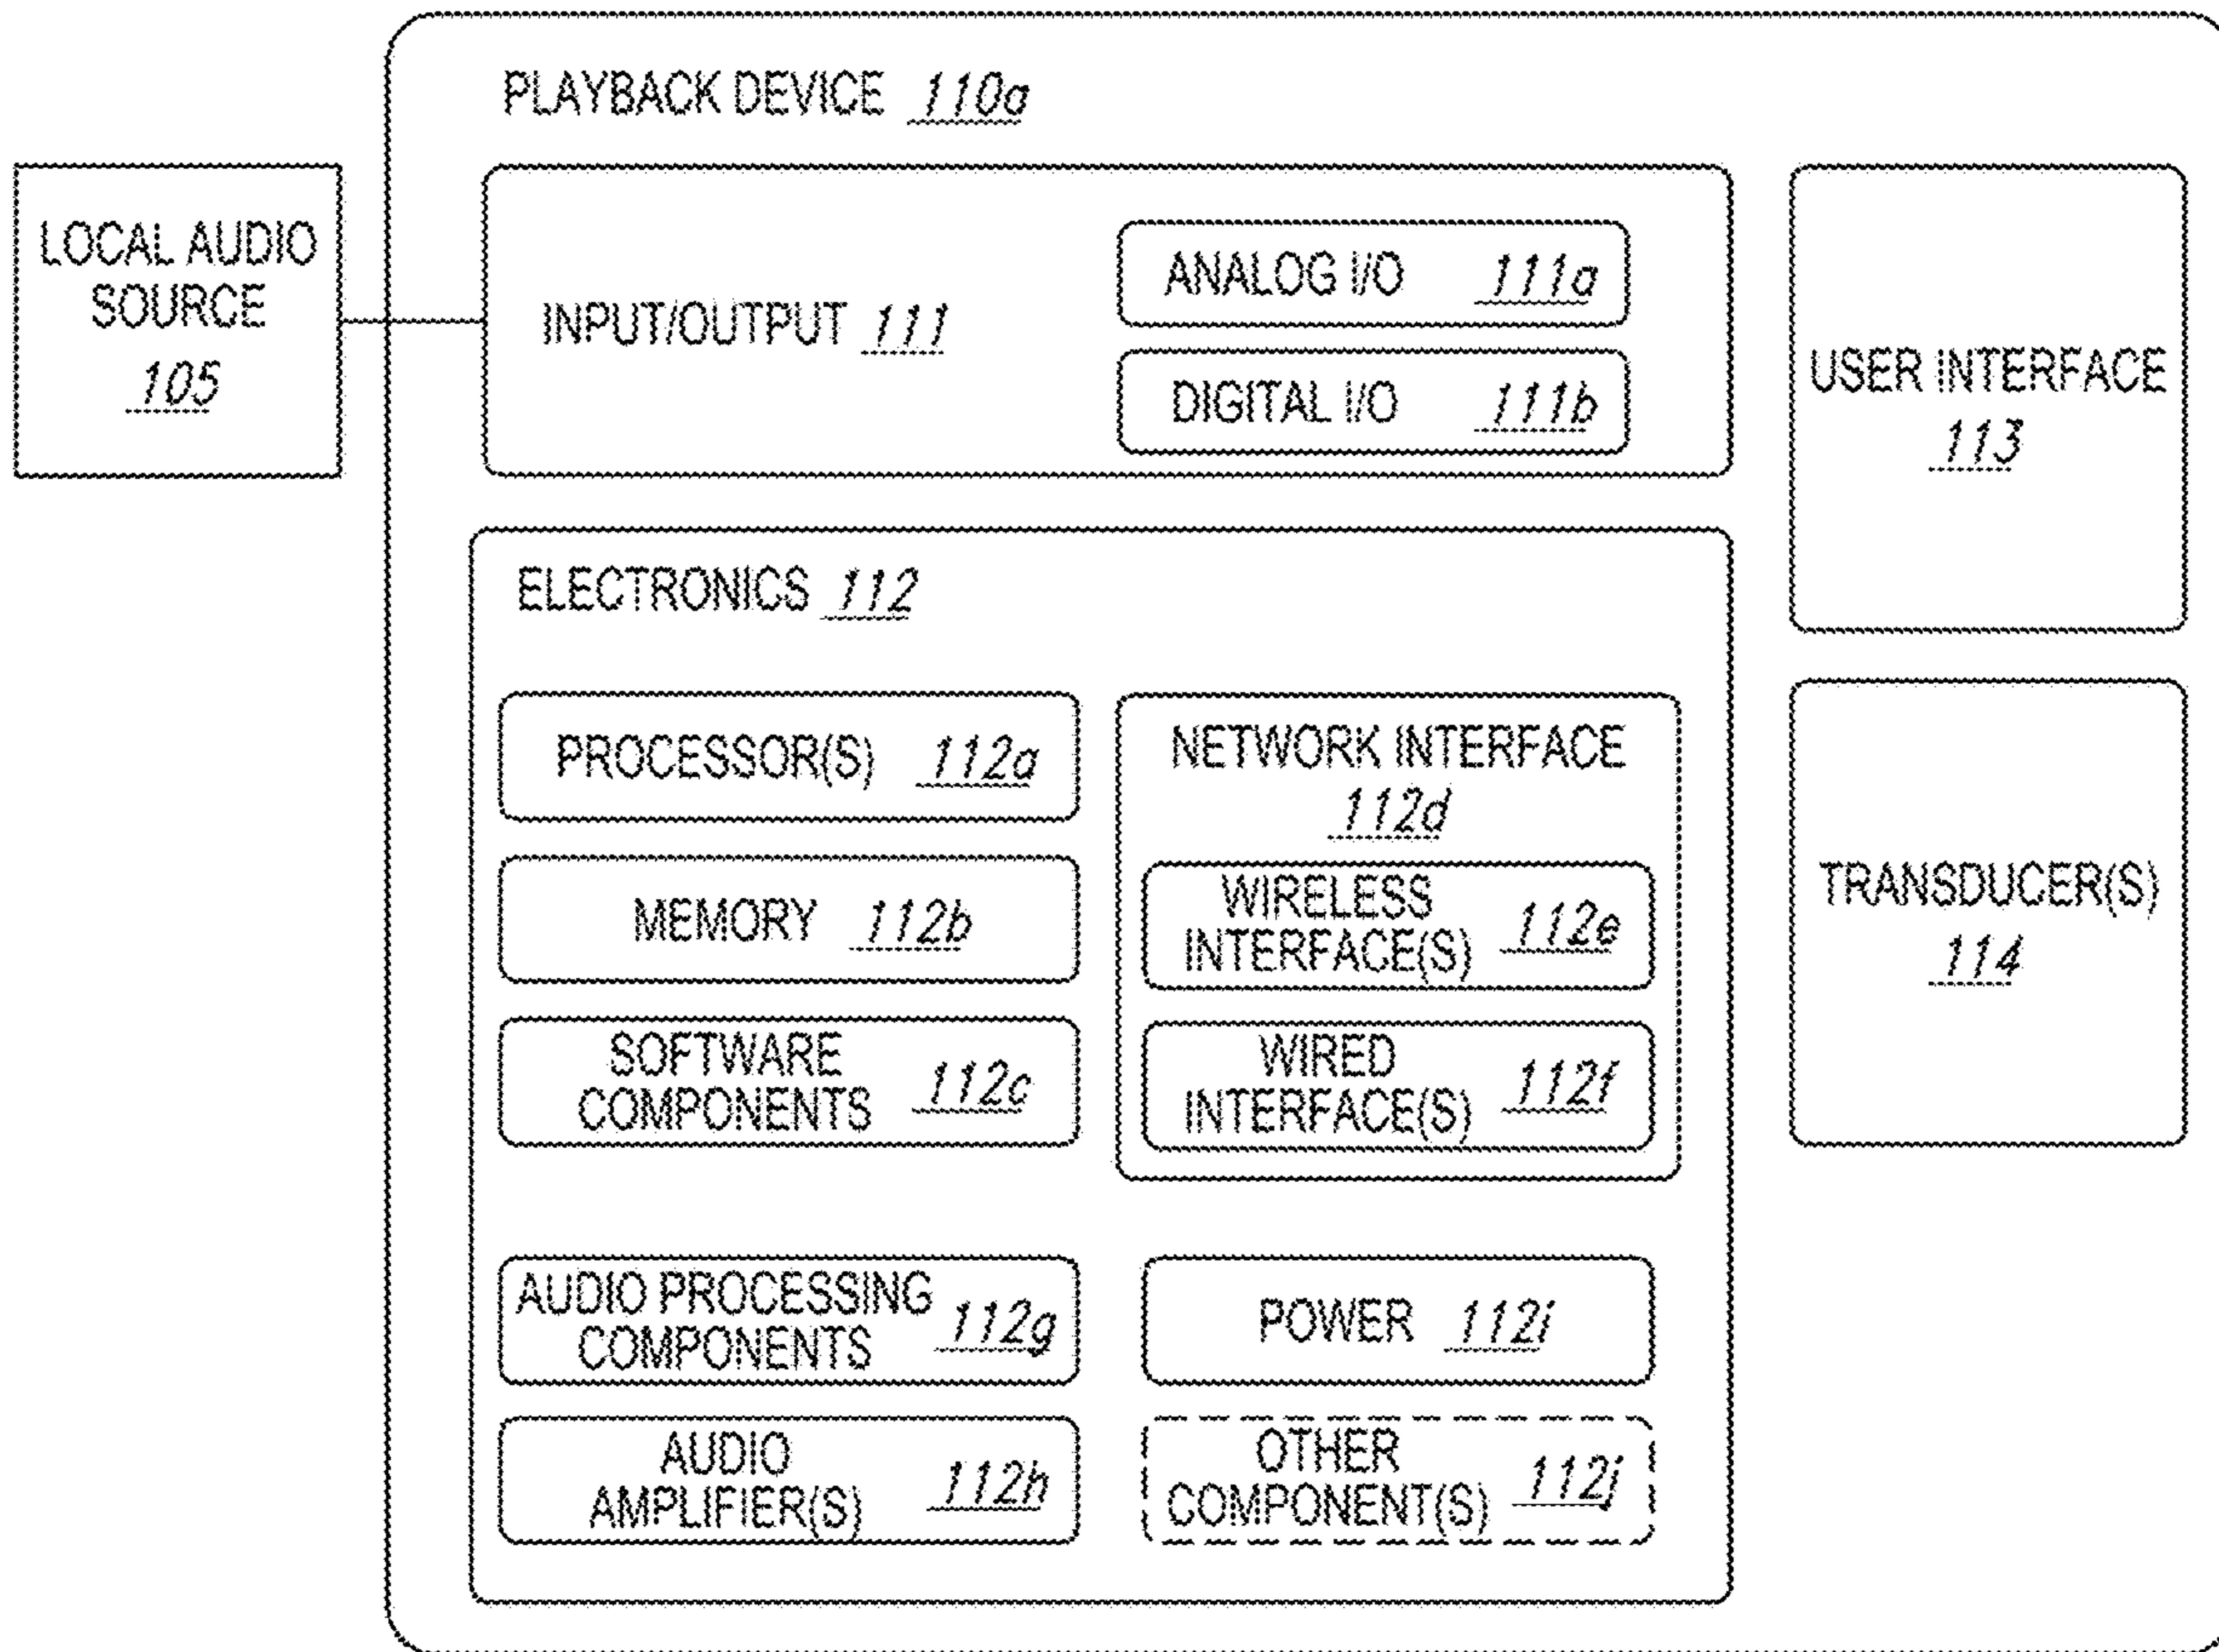 PLAYBACK DEVICE 110a
LOCAL AUDIO
SOURCE
105
INPUT/OUTPUT 111
ANALOG I/O 111a
DIGITAL I/O 111b
USER INTERFACE
113
ELECTRONICS 112
PROCESSOR(S) 112a
MEMORY 112b
SOFTWARE
COMPONENTS 112c
NETWORK INTERFACE
112d
WIRELESS
INTERFACE(S) 112e
WIRED
INTERFACE(S) 112f
TRANSDUCER(S)
114
AUDIO PROCESSING
COMPONENTS 112g
POWER 112i
AUDIO
AMPLIFIER(S) 112h
OTHER
COMPONENT(S) 112j